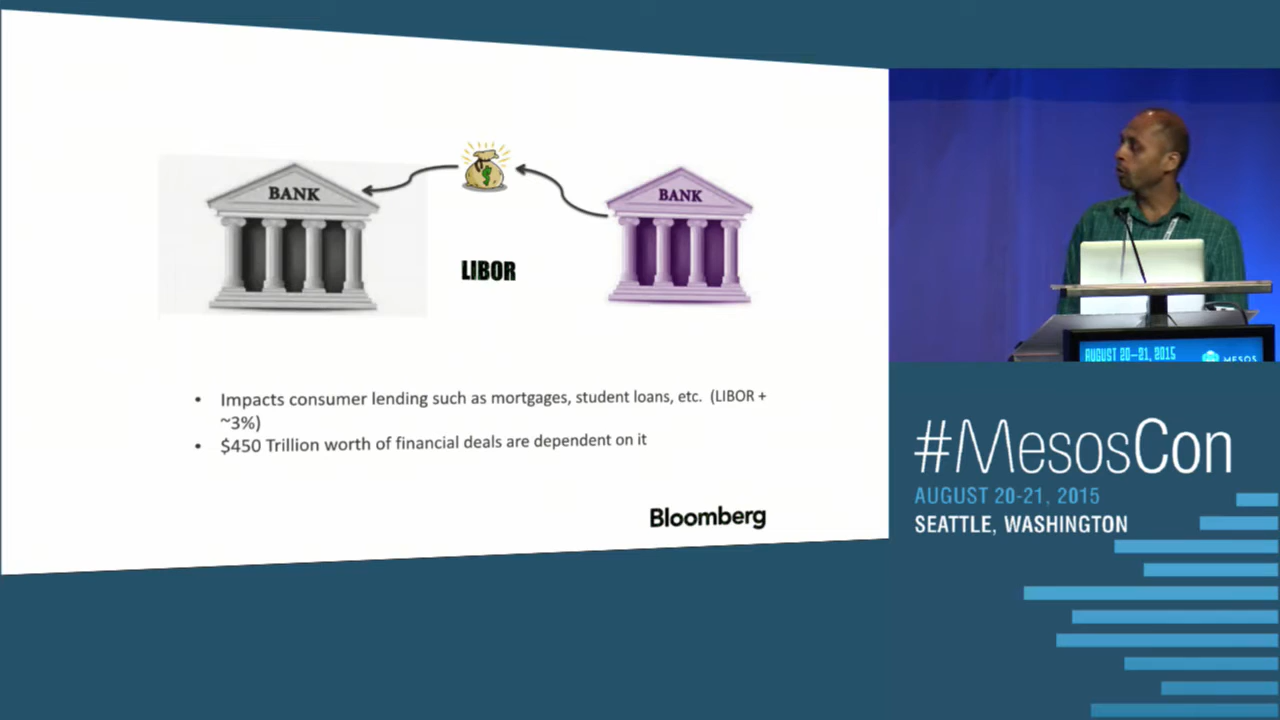 BANK
BANK
LIBOR
• Impacts consumer lending such as mortgages, student loans, etc. (LIBOR +
~3%)
• $450 Trillion worth of financial deals are dependent on it
Bloomberg
AUGUST 20-21, 2015
MESOS
#MesosCon
AUGUST 20-21, 2015
SEATTLE, WASHINGTON